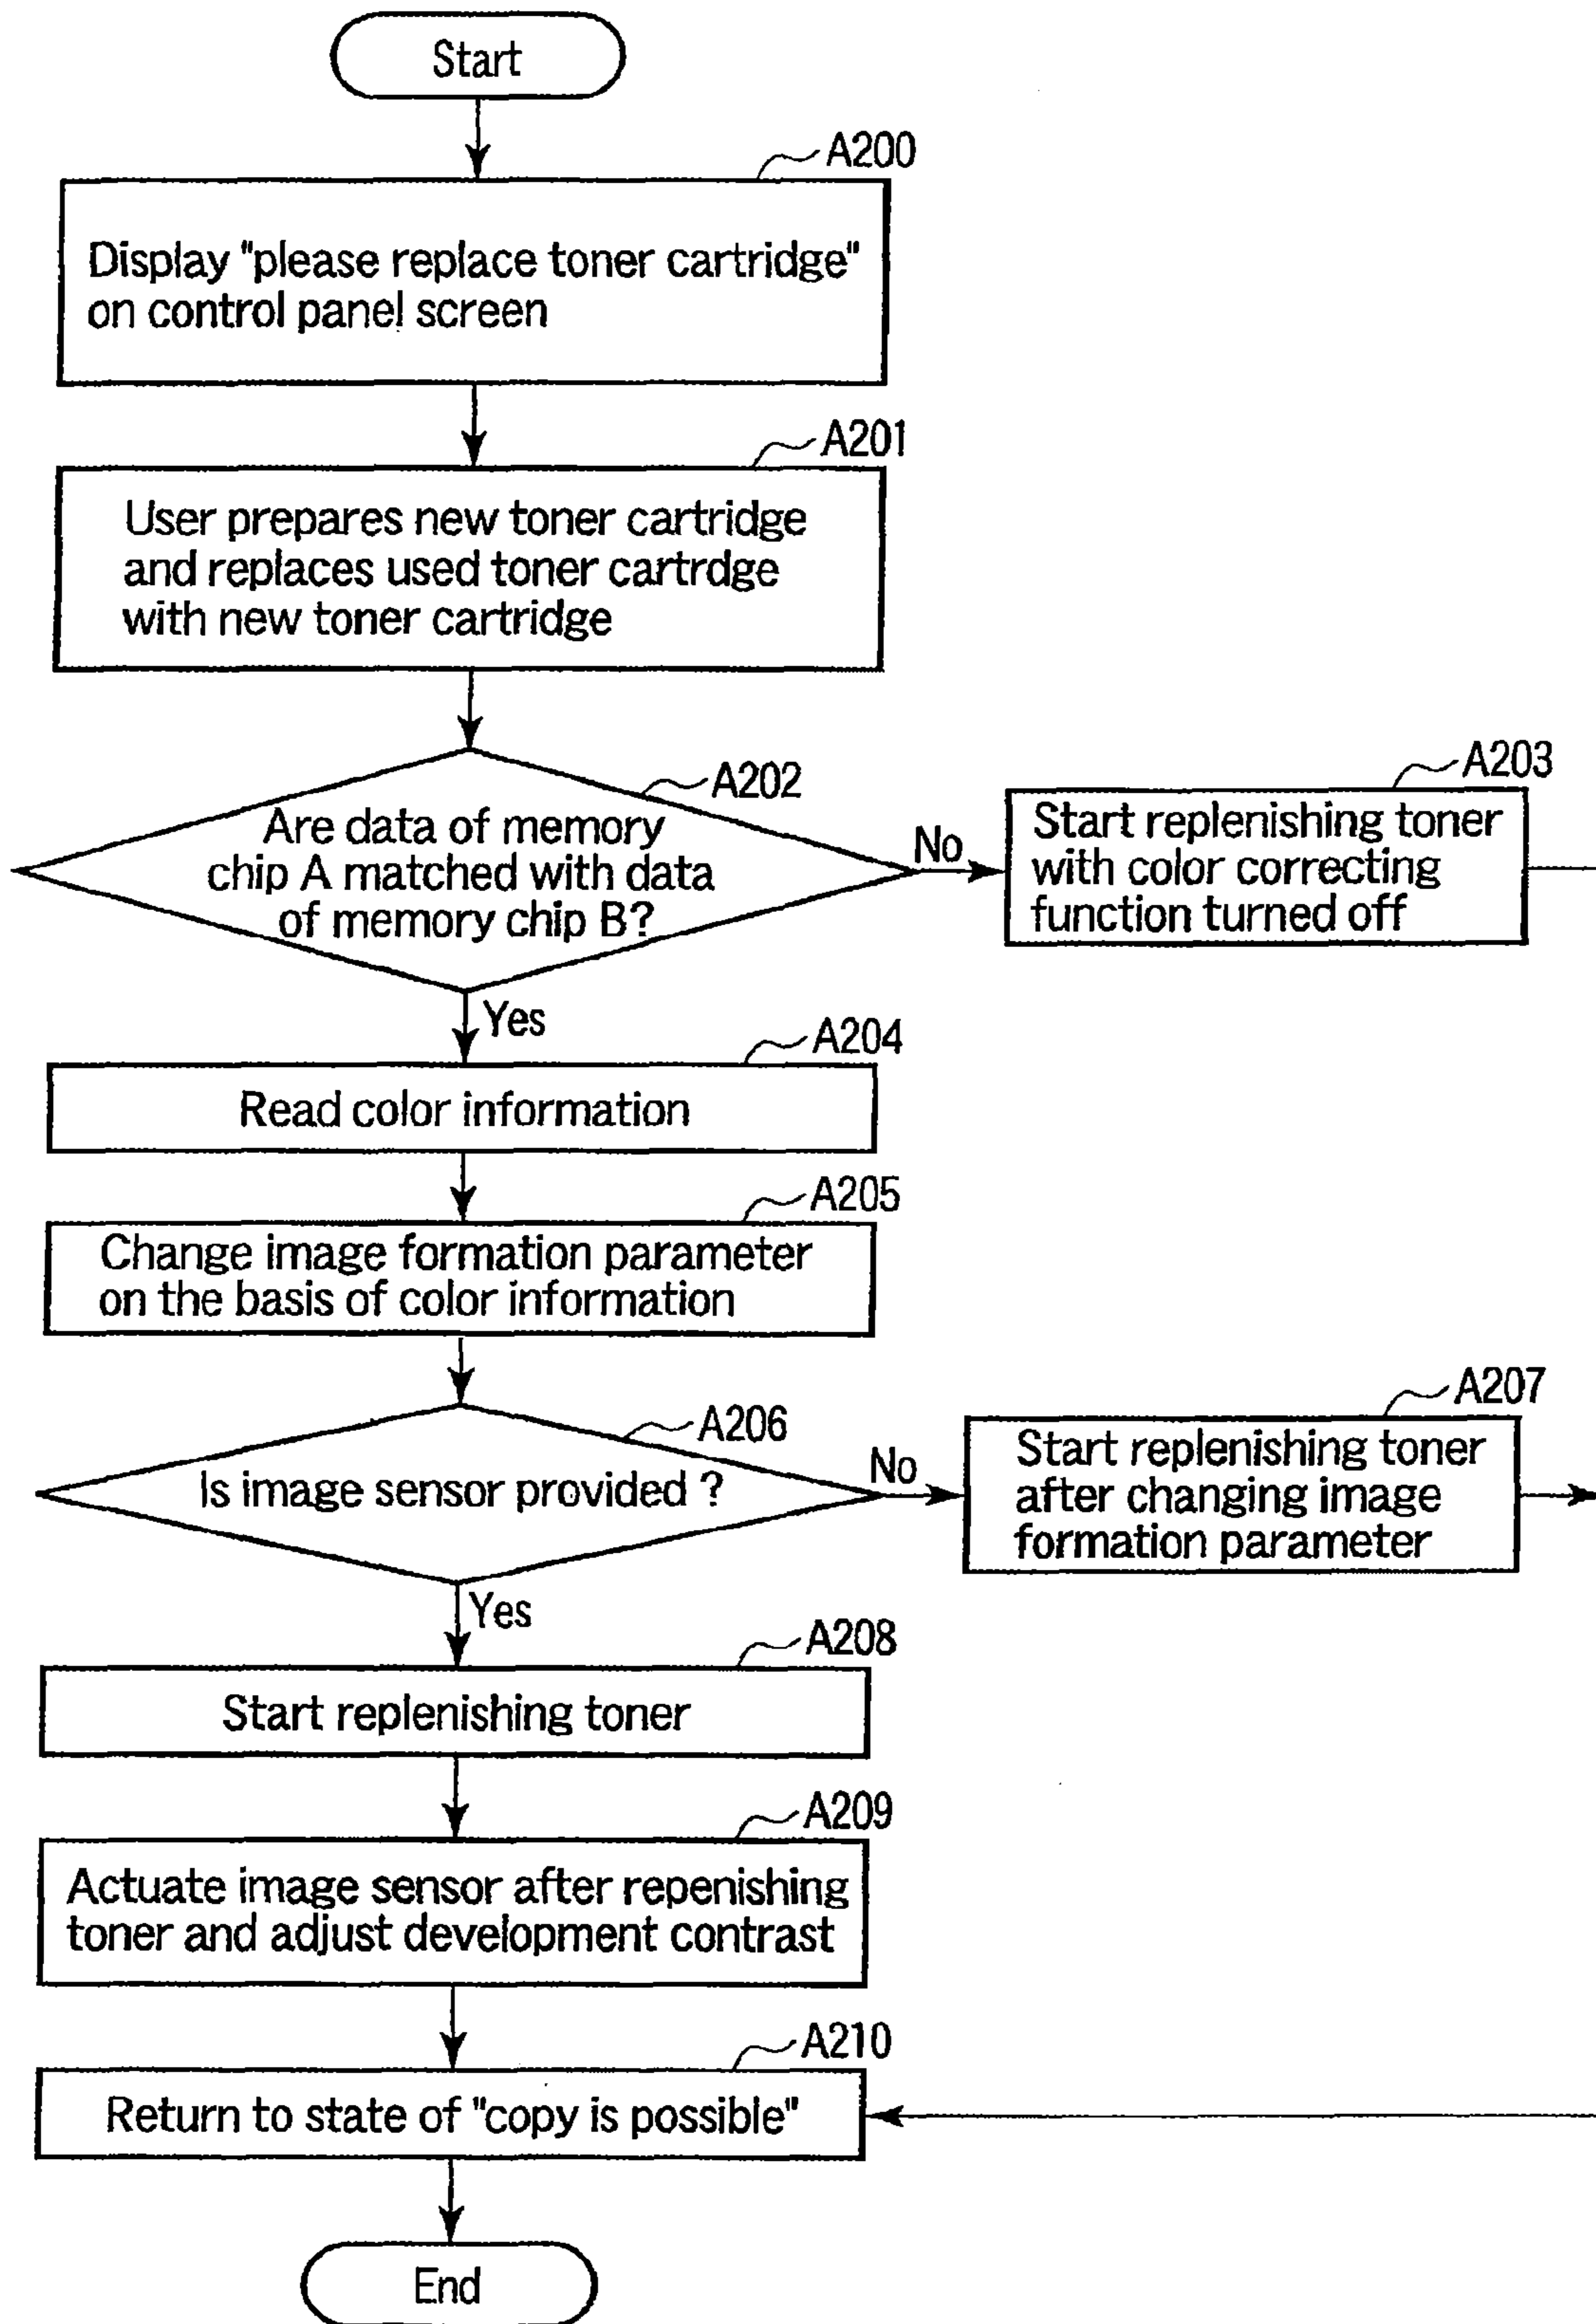 Start
A200
Display "please replace toner cartridge"
on control panel screen
A201
User prepares new toner cartridge
and replaces used toner cartrdge
with new toner cartridge
A202
Are data of memory
chip A matched with data
of memory chip B?
No
A203
Start replenishing toner
with color correcting
function turned off
Yes
A204
Read color information
A205
Change image formation parameter
on the basis of color information
A206
Is image sensor provided ?
No
A207
Start replenishing toner
after changing image
formation parameter
Yes
A208
Start replenishing toner
A209
Actuate image sensor after repenishing
toner and adjust development contrast
A210
Return to state of "copy is possible"
End